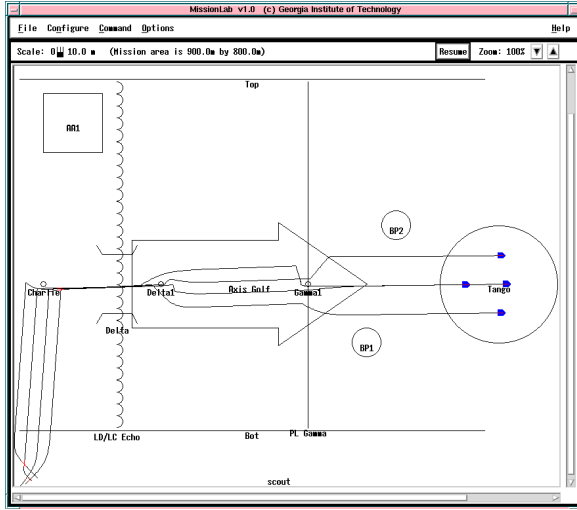 MissionLab v1.0 (c) Georgia Institute of Technology
File Configure Command Options Help
Scale: 0 10.0 m (Mission area is 900.0m by 800.0m) Resume Zoom: 100%
Top
AA1
BP2
Charlie Delta1 Axis Golf Gamma1 Tango
Delta
BP1
LD/LC Echo Bot PL Gamma
scout